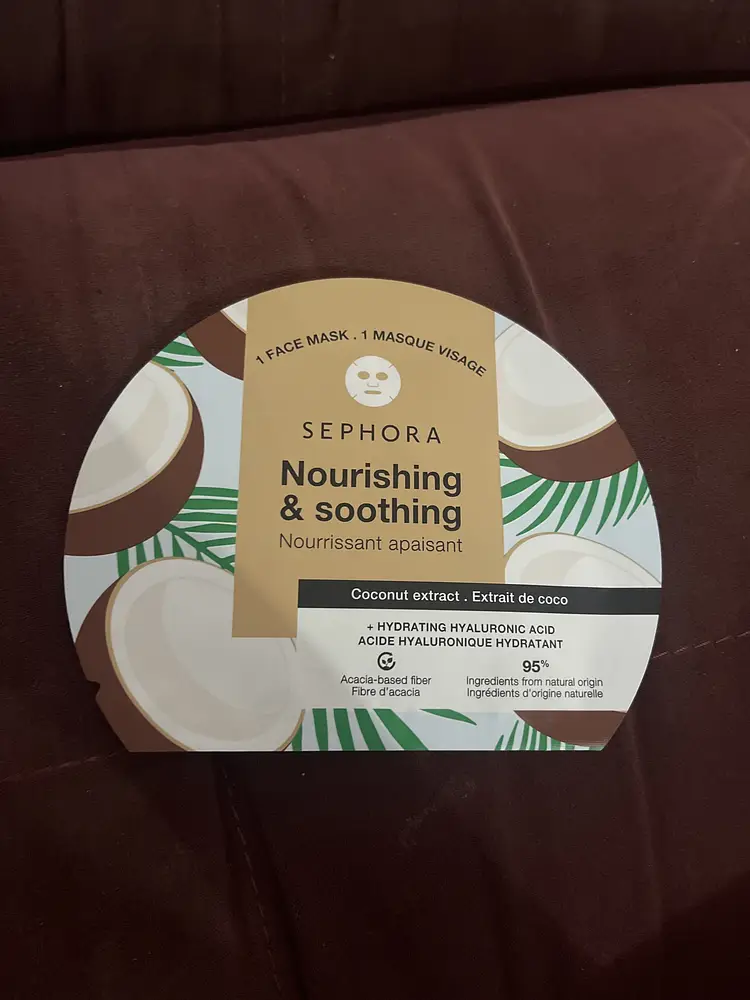 1 FACE MASK . 1 MASQUE VISAGE
SEPHORA
Nourishing
& soothing
Nourrissant apaisant
Coconut extract . Extrait de coco
+ HYDRATING HYALURONIC ACID
ACIDE HYALURONIQUE HYDRATANT
Acacia-based fiber
Fibre d'acacia
95%
Ingredients from natural origin
Ingrédients d'origine naturelle